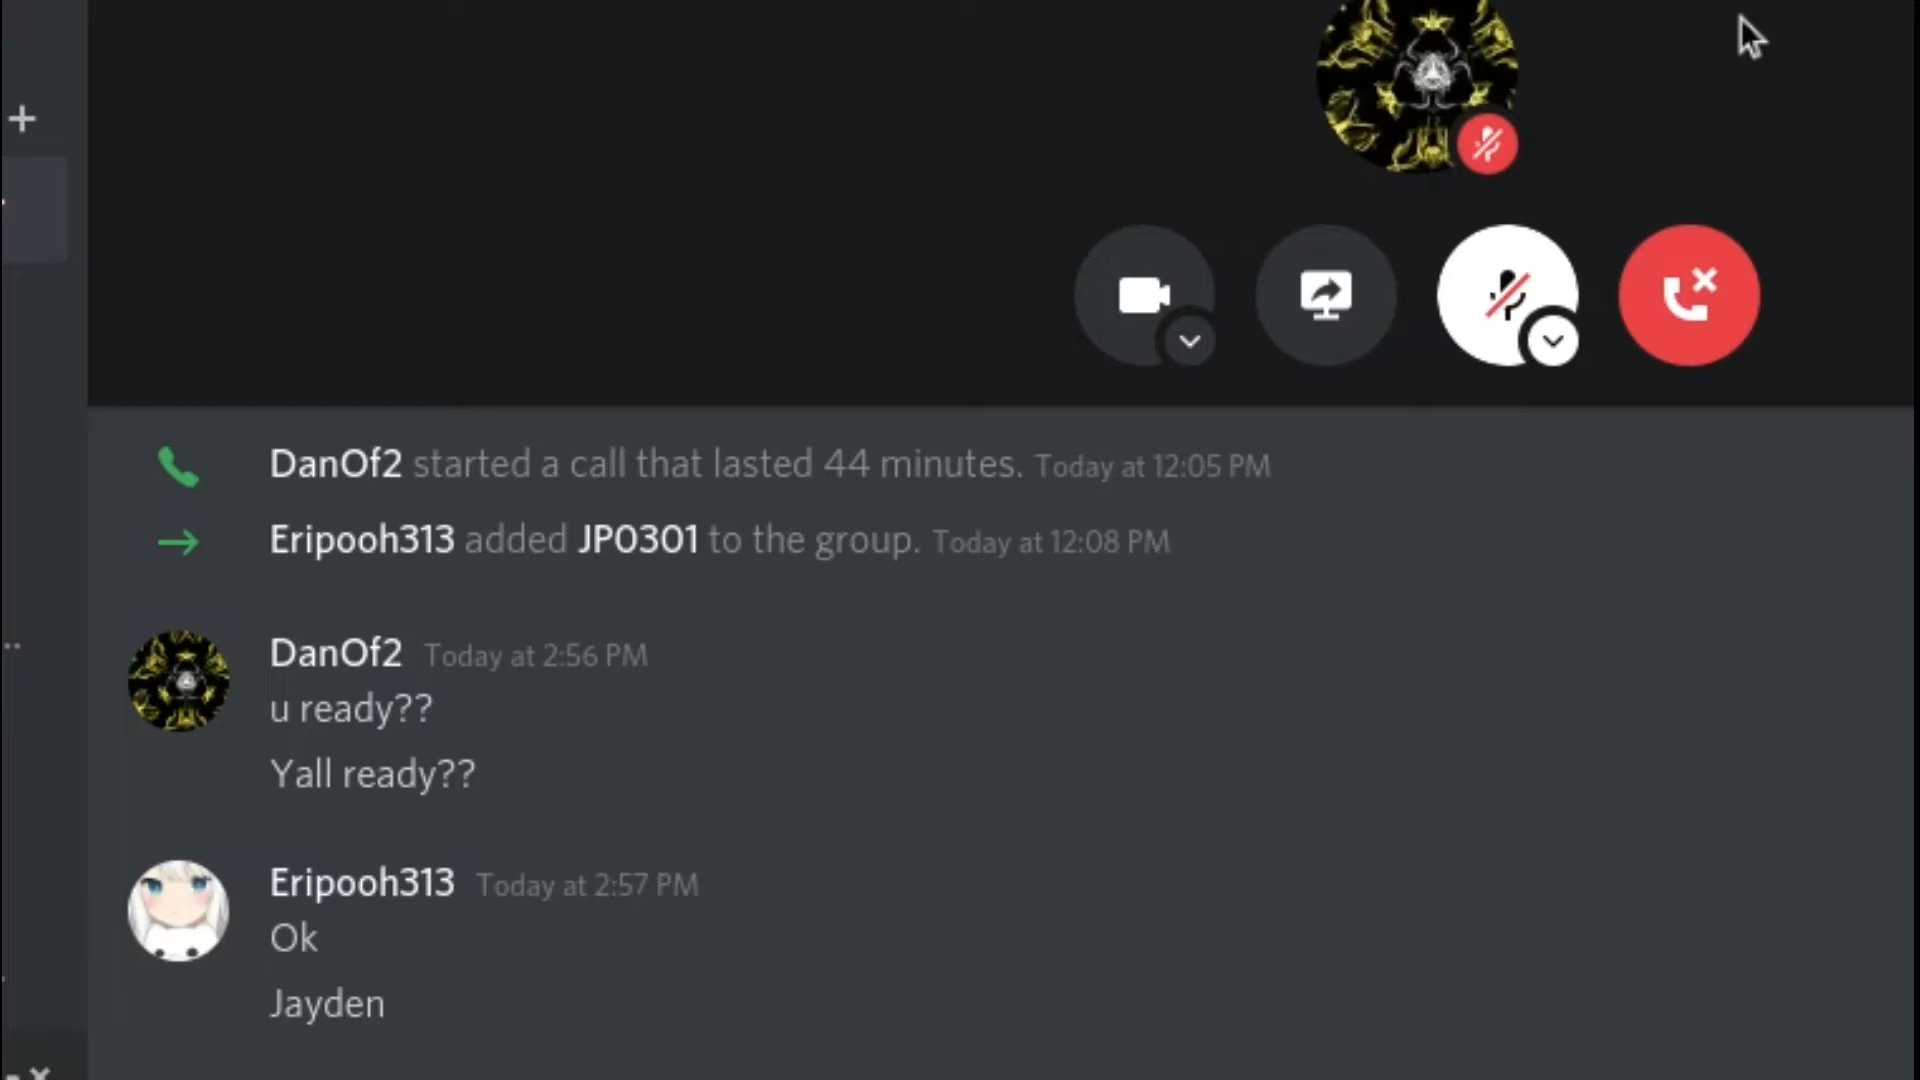 DanOf2 started a call that lasted 44 minutes. Today at 12:05 PM
Eripooh313 added JP0301 to the group. Today at 12:08 PM
DanOf2 Today at 2:56 PM
u ready??
Yall ready??
Eripooh313 Today at 2:57 PM
Ok
Jayden